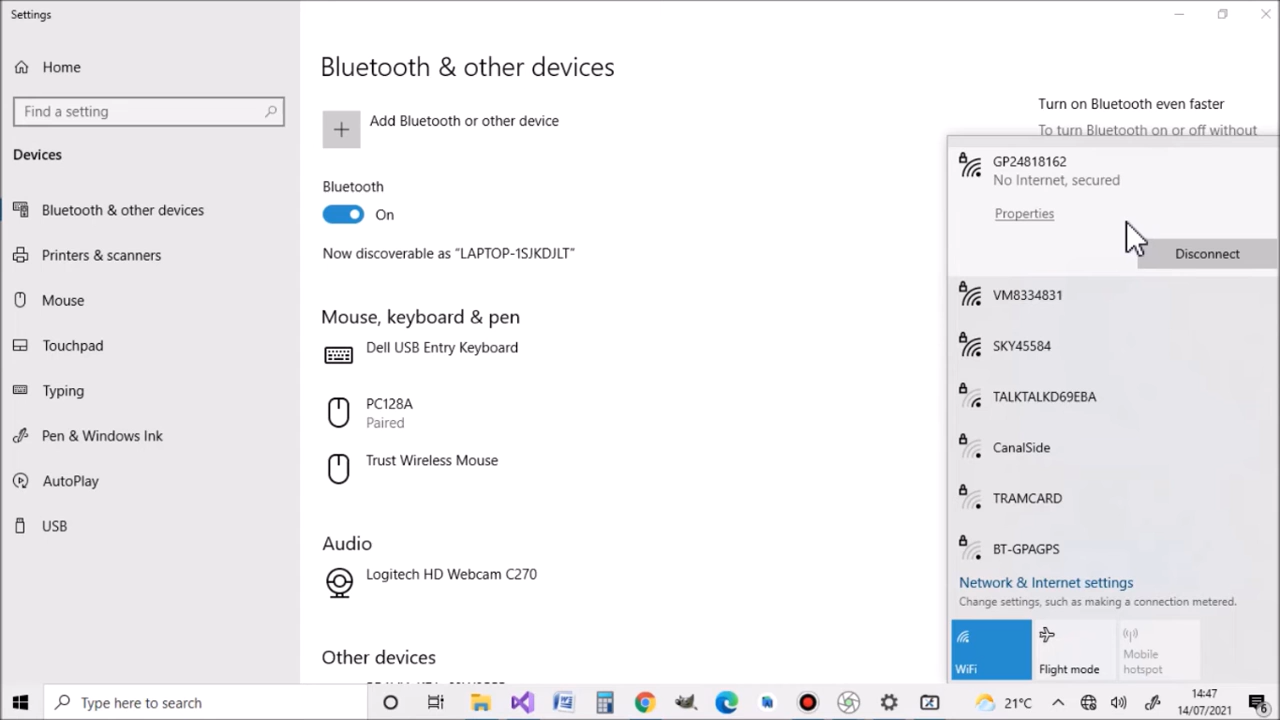 Settings
Home
Find a setting
Devices
Bluetooth & other devices
Printers & scanners
Mouse
Touchpad
Typing
Pen & Windows Ink
AutoPlay
USB
Bluetooth & other devices
Add Bluetooth or other device
Bluetooth
On
Now discoverable as “LAPTOP-1SJKDJLT”
Mouse, keyboard & pen
Dell USB Entry Keyboard
PC128A
Paired
Trust Wireless Mouse
Audio
Logitech HD Webcam C270
Other devices
Turn on Bluetooth even faster
To turn Bluetooth on or off without
GP24818162
No Internet, secured
Properties
Disconnect
VM8334831
SKY45584
TALKTALKD69EBA
CanalSide
TRAMCARD
BT-GPAGPS
Network & Internet settings
Change settings, such as making a connection metered.
WiFi
Flight mode
Mobile
hotspot
Type here to search
21°C
14:47
14/07/2021
6